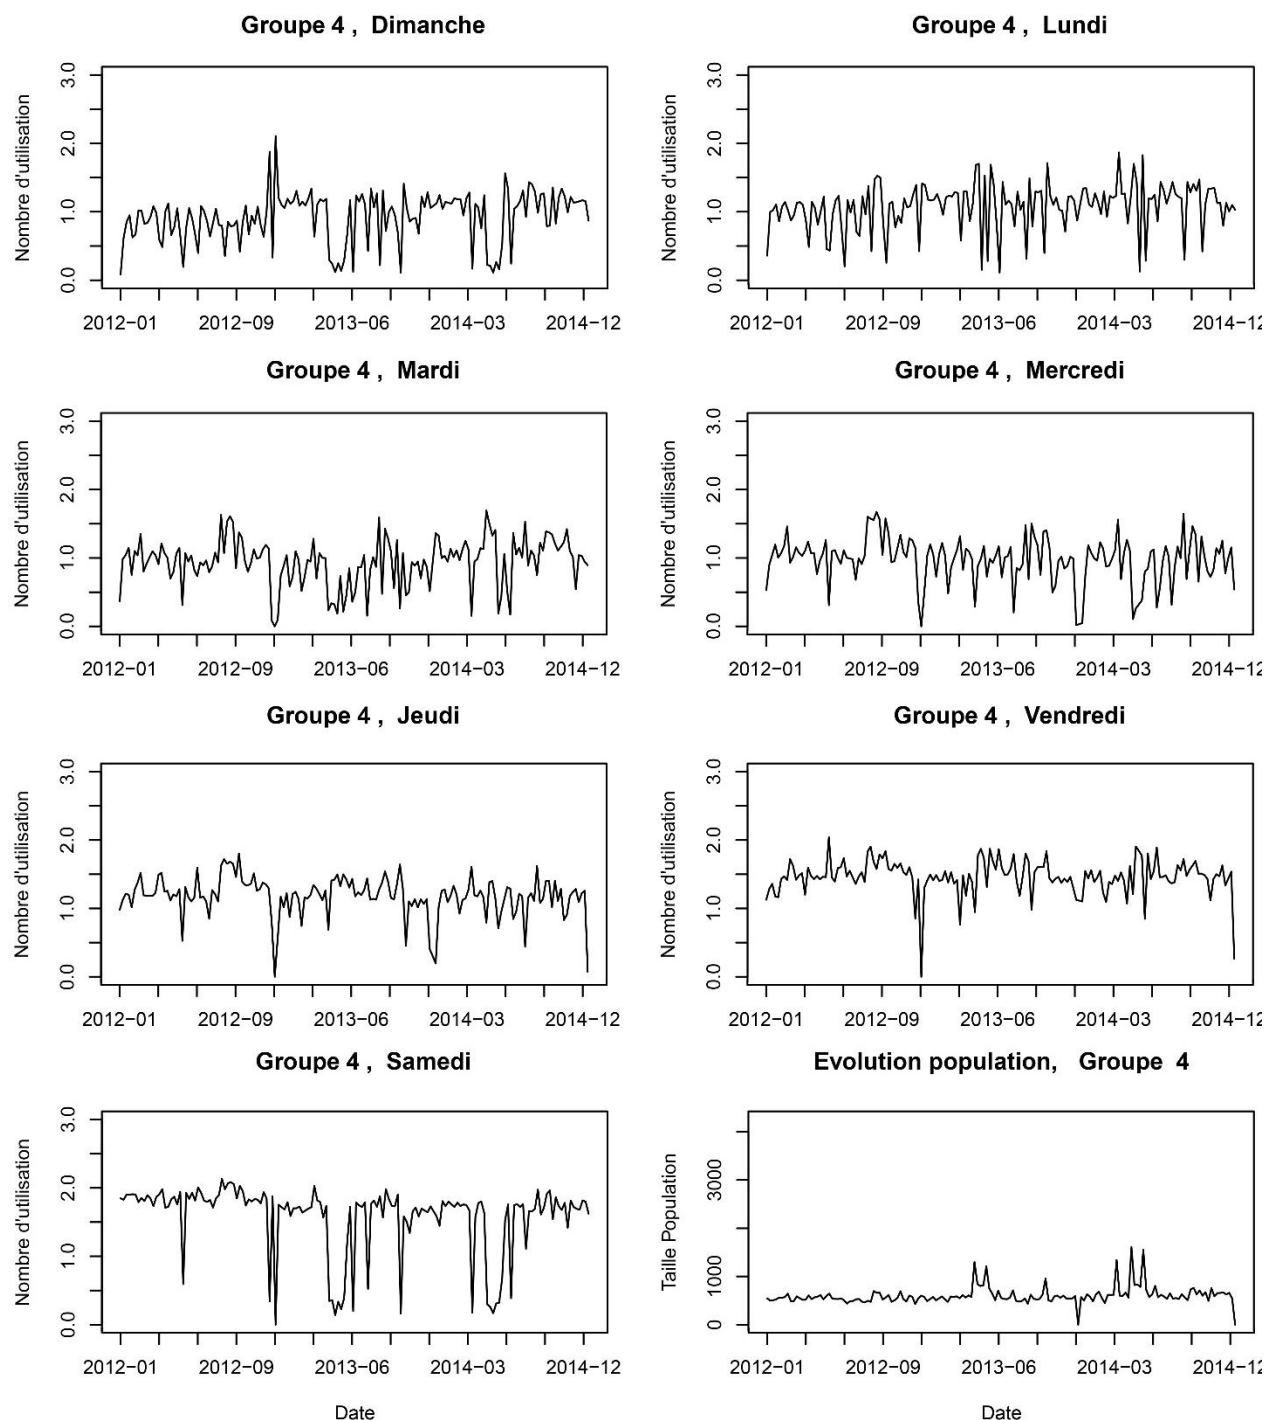 Groupe 4 ,  Dimanche
Nombre d'utilisation
0.0 1.0 2.0 3.0
2012−01 2012−09 2013−06 2014−03 2014−12
Groupe 4 ,  Lundi
Nombre d'utilisation
0.0 1.0 2.0 3.0
2012−01 2012−09 2013−06 2014−03 2014−12
Groupe 4 ,  Mardi
Nombre d'utilisation
0.0 1.0 2.0 3.0
2012−01 2012−09 2013−06 2014−03 2014−12
Groupe 4 ,  Mercredi
Nombre d'utilisation
0.0 1.0 2.0 3.0
2012−01 2012−09 2013−06 2014−03 2014−12
Groupe 4 ,  Jeudi
Nombre d'utilisation
0.0 1.0 2.0 3.0
2012−01 2012−09 2013−06 2014−03 2014−12
Groupe 4 ,  Vendredi
Nombre d'utilisation
0.0 1.0 2.0 3.0
2012−01 2012−09 2013−06 2014−03 2014−12
Groupe 4 ,  Samedi
Nombre d'utilisation
0.0 1.0 2.0 3.0
2012−01 2012−09 2013−06 2014−03 2014−12
Date
Evolution population,   Groupe  4
Taille Population
0 1000 3000
2012−01 2012−09 2013−06 2014−03 2014−12
Date